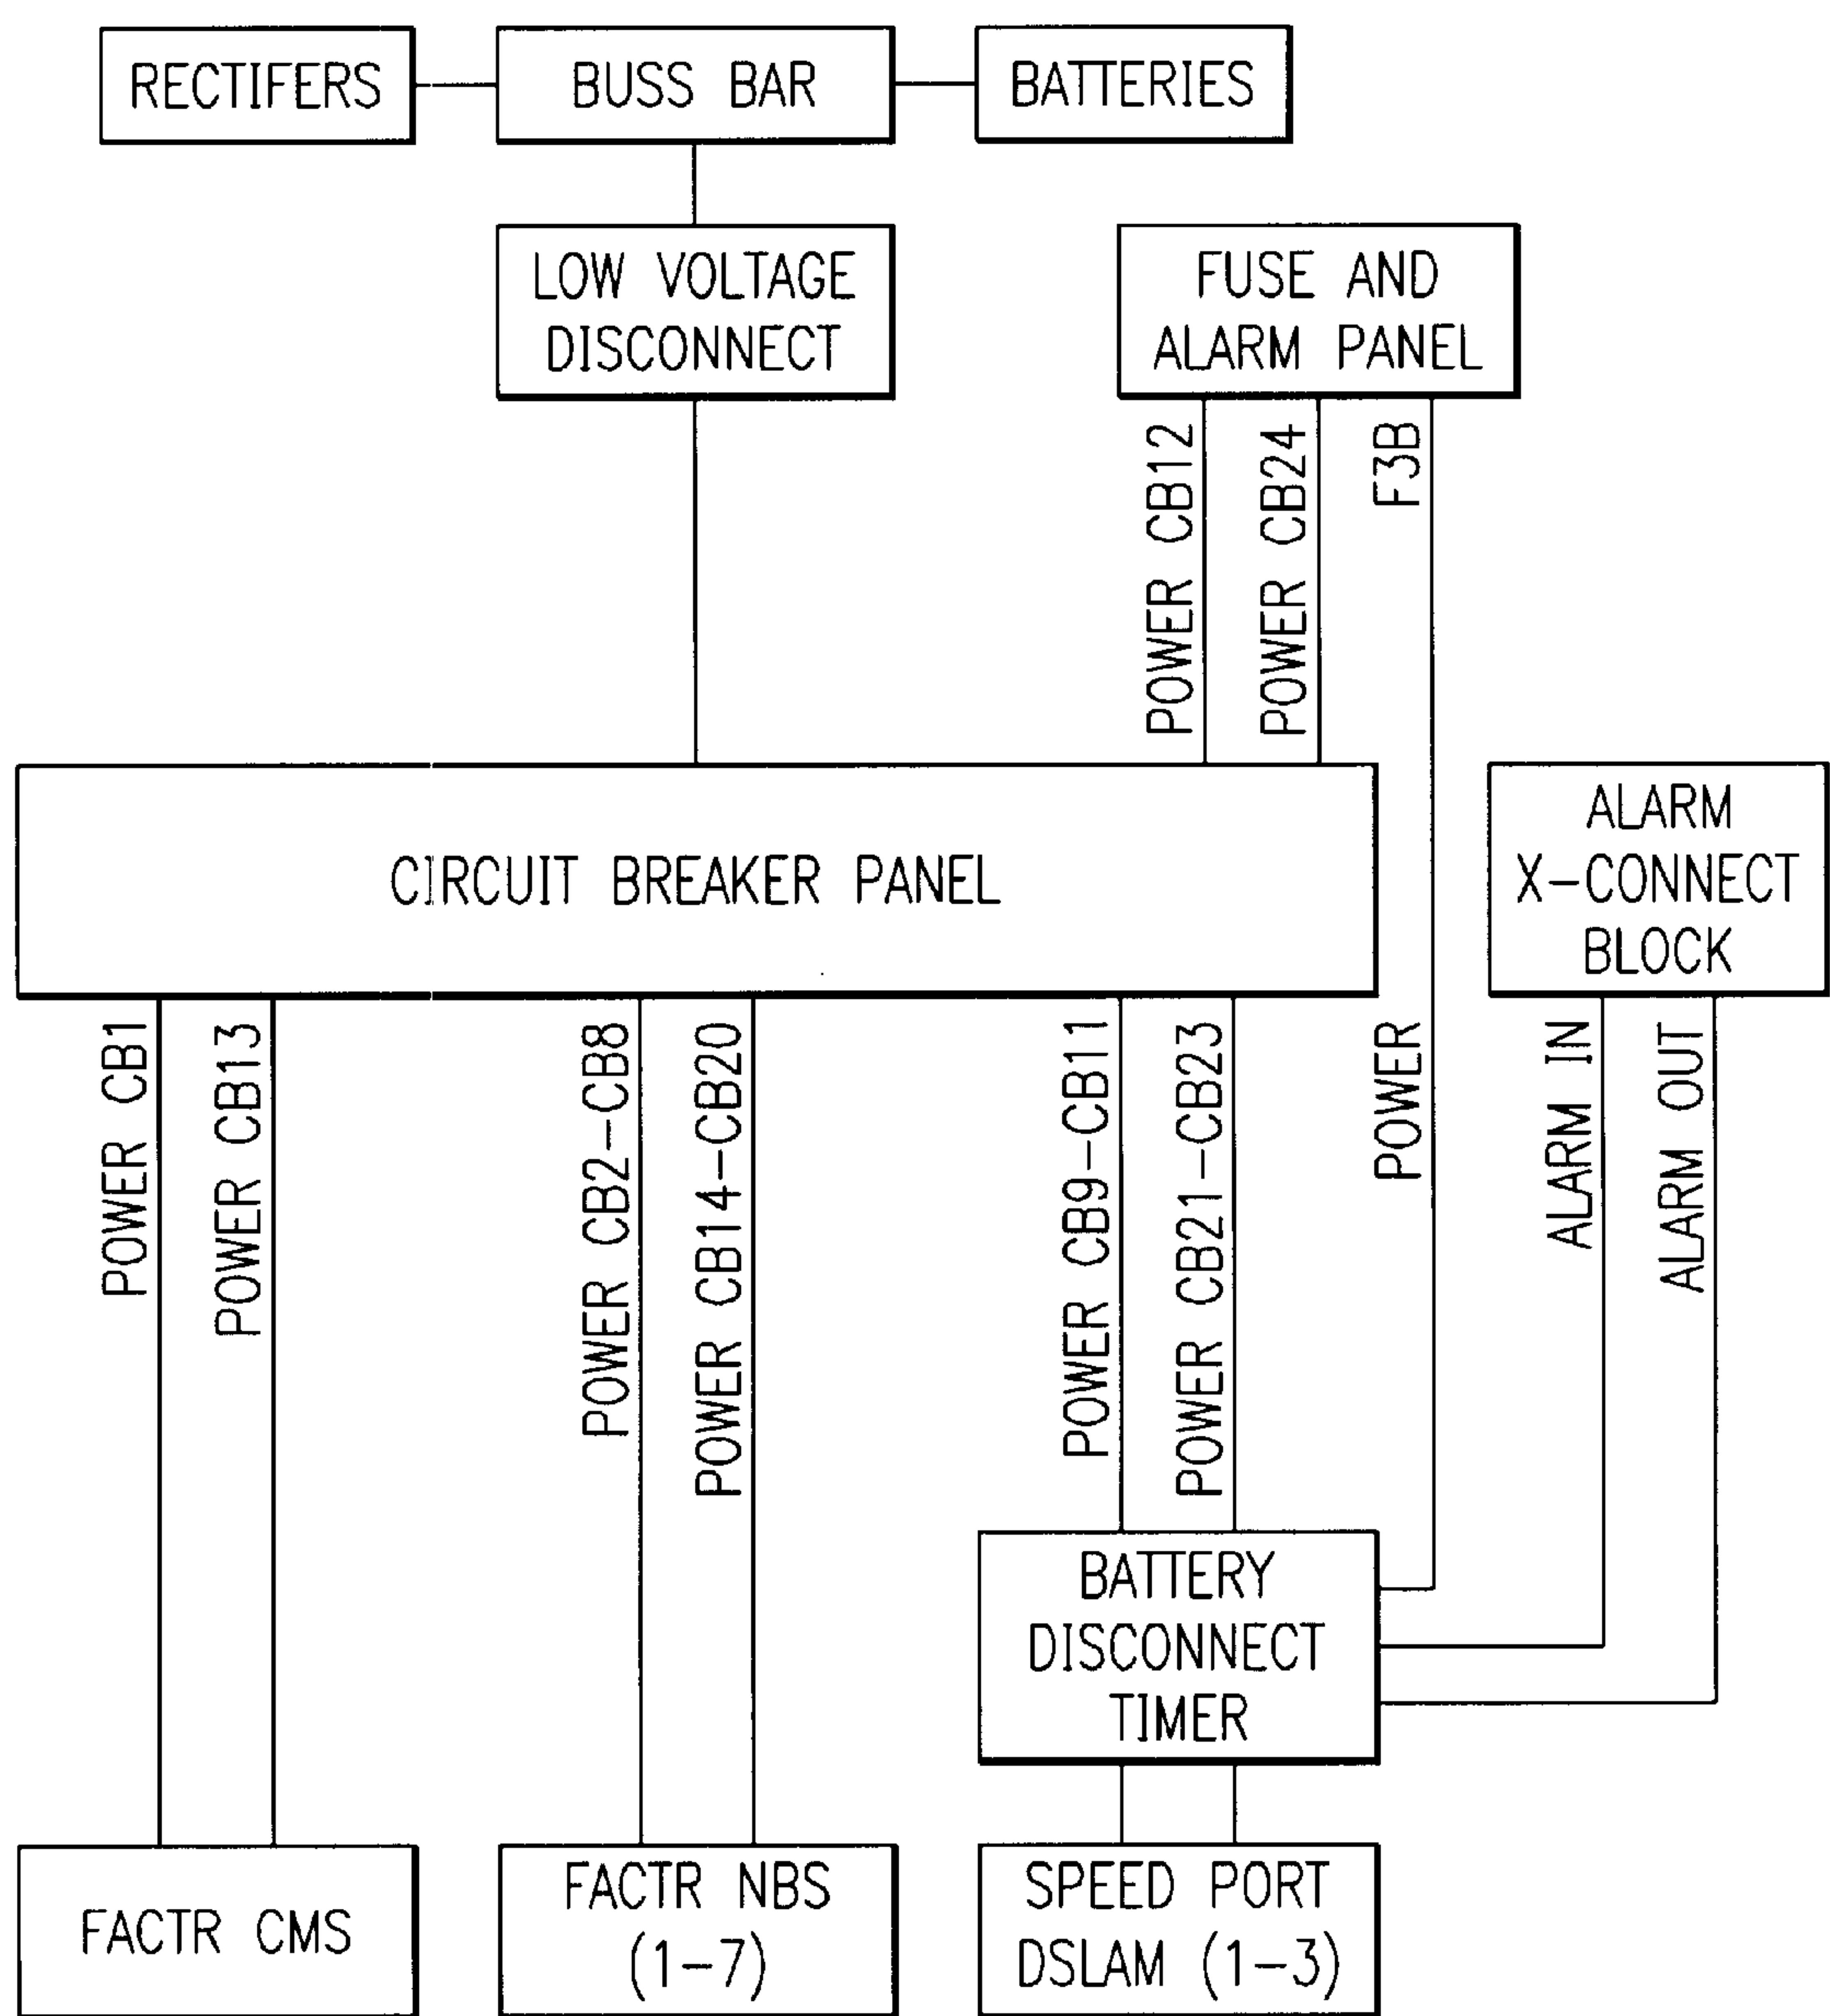 RECTIFERS
BUSS BAR
BATTERIES
LOW VOLTAGE
DISCONNECT
FUSE AND
ALARM PANEL
POWER CB12
POWER CB24
F3B
CIRCUIT BREAKER PANEL
ALARM
X-CONNECT
BLOCK
POWER CB1
POWER CB13
POWER CB2-CB8
POWER CB14-CB20
POWER CB9-CB11
POWER CB21-CB23
POWER
ALARM IN
ALARM OUT
BATTERY
DISCONNECT
TIMER
FACTR CMS
FACTR NBS
(1-7)
SPEED PORT
DSLAM (1-3)